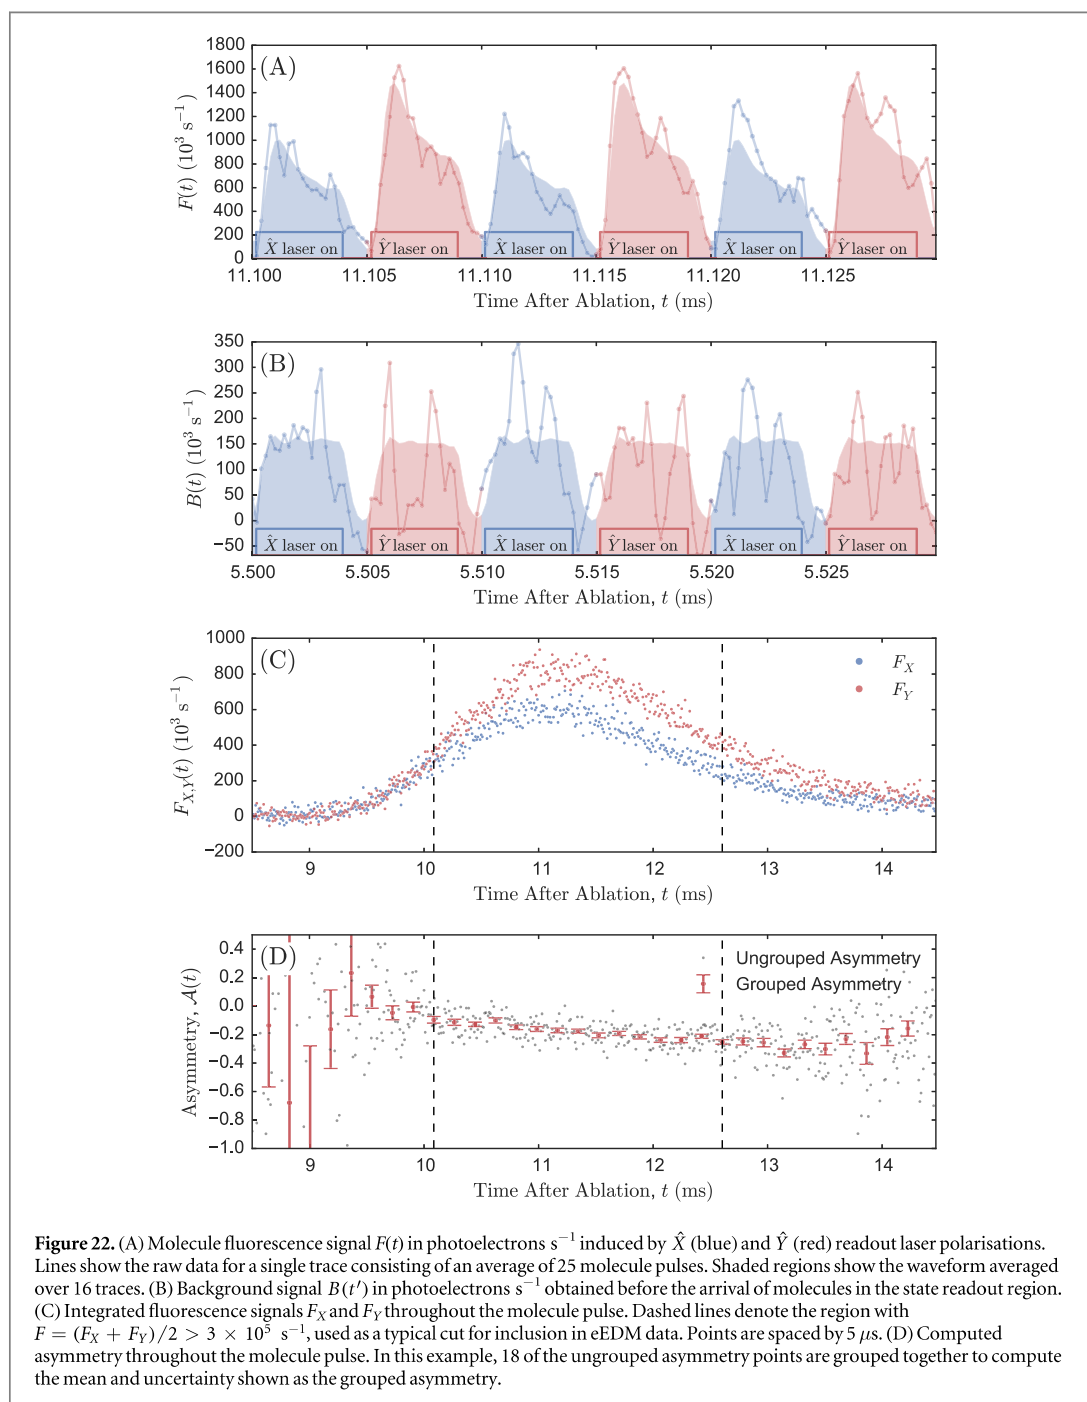 (A)
1800
1600
1400
1200
1000
800
600
400
200
0
F(t) (10³ s⁻¹)
X̂ laser on
Ŷ laser on
X̂ laser on
Ŷ laser on
X̂ laser on
Ŷ laser on
11.100 11.105 11.110 11.115 11.120 11.125
Time After Ablation, t (ms)
(B)
350
300
250
200
150
100
50
0
−50
B(t) (10³ s⁻¹)
X̂ laser on
Ŷ laser on
X̂ laser on
Ŷ laser on
X̂ laser on
Ŷ laser on
5.500 5.505 5.510 5.515 5.520 5.525
Time After Ablation, t (ms)
(C)
1000
800
600
400
200
0
−200
F_{X,Y}(t) (10³ s⁻¹)
F_X
F_Y
9 10 11 12 13 14
Time After Ablation, t (ms)
(D)
0.4
0.2
0.0
−0.2
−0.4
−0.6
−0.8
−1.0
Asymmetry, 𝒜(t)
Ungrouped Asymmetry
Grouped Asymmetry
9 10 11 12 13 14
Time After Ablation, t (ms)
Figure 22. (A) Molecule fluorescence signal F(t) in photoelectrons s⁻¹ induced by X̂ (blue) and Ŷ (red) readout laser polarisations.
Lines show the raw data for a single trace consisting of an average of 25 molecule pulses. Shaded regions show the waveform averaged
over 16 traces. (B) Background signal B(t′) in photoelectrons s⁻¹ obtained before the arrival of molecules in the state readout region.
(C) Integrated fluorescence signals F_X and F_Y throughout the molecule pulse. Dashed lines denote the region with
F = (F_X + F_Y)/2 > 3 × 10⁵ s⁻¹, used as a typical cut for inclusion in eEDM data. Points are spaced by 5 μs. (D) Computed
asymmetry throughout the molecule pulse. In this example, 18 of the ungrouped asymmetry points are grouped together to compute
the mean and uncertainty shown as the grouped asymmetry.